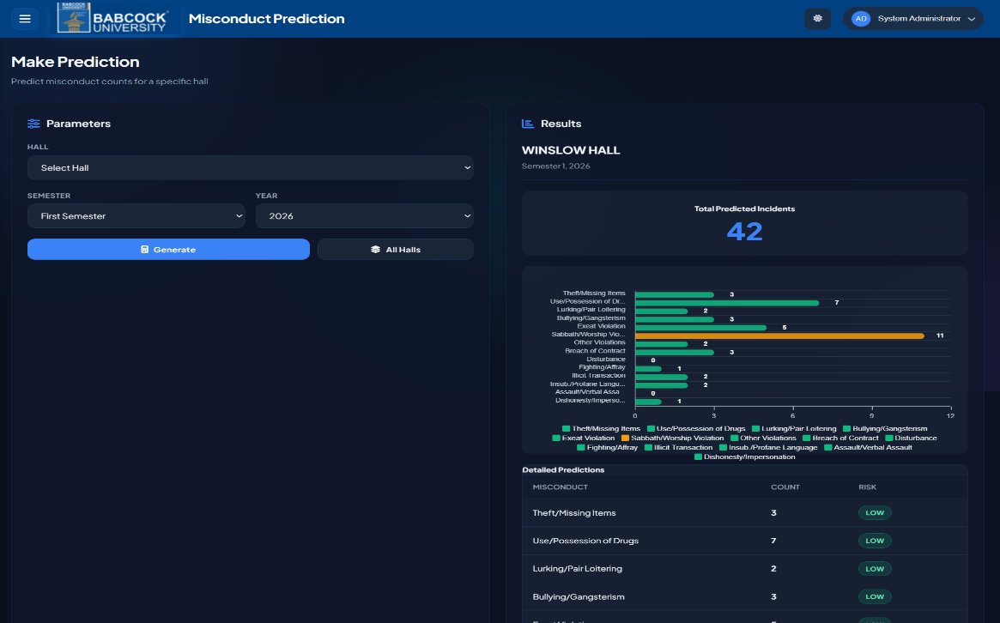 BABCOCK
UNIVERSITY
BABCOCK
UNIVERSITY
Misconduct Prediction
AD
System Administrator
Make Prediction
Predict misconduct counts for a specific hall
Parameters
HALL
Select Hall
SEMESTER
YEAR
First Semester
2026
Generate
All Halls
Results
WINSLOW HALL
Semester 1, 2026
Total Predicted Incidents
42
Theft/Missing Items 3
Use/Possession of Dr... 7
Lurking/Pair Loitering 2
Bullying/Gangsterism 3
Exeat Violation 5
Sabbath/Worship Vio... 11
Other Violations 2
Breach of Contract 3
Disturbance 0
Fighting/Affray 1
Illicit Transaction 2
Insub./Profane Langu... 2
Assault/Verbal Assa... 0
Dishonesty/Imperso... 1
0 3 6 9 12
Theft/Missing Items Use/Possession of Drugs Lurking/Pair Loitering Bullying/Gangsterism
Exeat Violation Sabbath/Worship Violation Other Violations Breach of Contract Disturbance
Fighting/Affray Illicit Transaction Insub./Profane Language Assault/Verbal Assault
Dishonesty/Impersonation
Detailed Predictions
MISCONDUCT COUNT RISK
Theft/Missing Items 3 LOW
Use/Possession of Drugs 7 LOW
Lurking/Pair Loitering 2 LOW
Bullying/Gangsterism 3 LOW